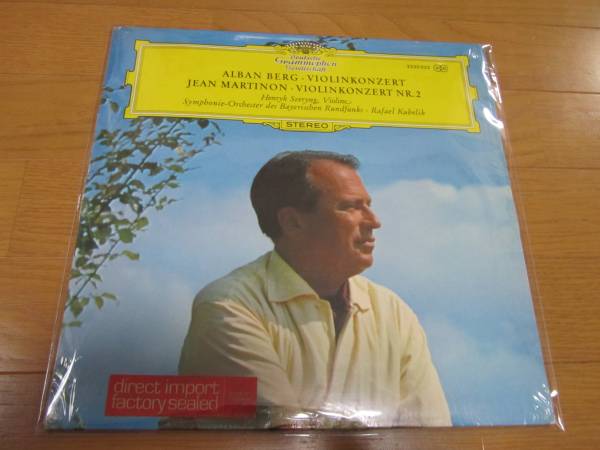 Deutsche
Grammophon
Gesellschaft
ALBAN BERG · VIOLINKONZERT
JEAN MARTINON · VIOLINKONZERT NR. 2
Henryk Szeryng, Violine
Symphonie-Orchester des Bayerischen Rundfunks · Rafael Kubelik
STEREO
direct import
factory sealed